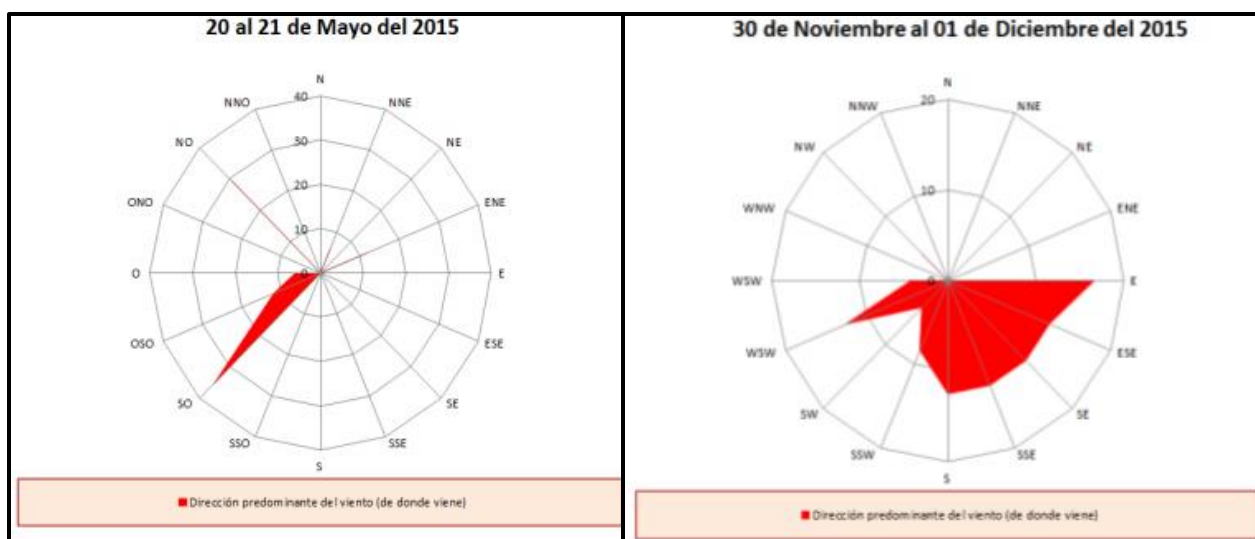 20 al 21 de Mayo del 2015
N
NNE
NE
ENE
E
ESE
SE
SSE
S
SSO
SO
OSO
O
ONO
NO
NNO
40
30
20
10
0
Dirección predominante del viento (de donde viene)
30 de Noviembre al 01 de Diciembre del 2015
N
NNE
NE
ENE
E
ESE
SE
SSE
S
SSW
SW
WSW
WSW
WNW
NW
NNW
20
10
0
Dirección predominante del viento (de donde viene)